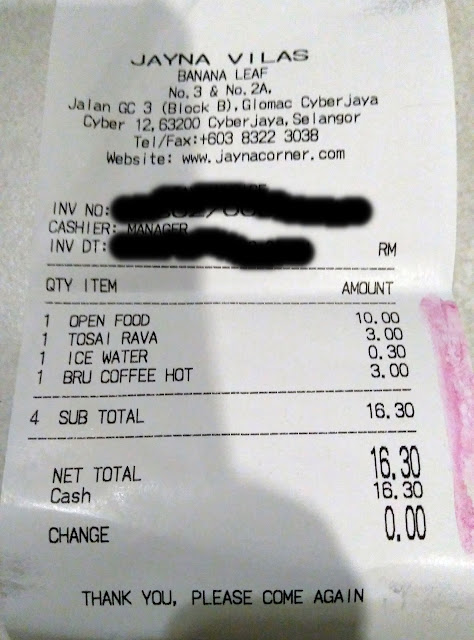 JAYNA VILAS
BANANA LEAF
No.3 & No.2A,
Jalan GC 3 (Block B),Glomac Cyberjaya
Cyber 12,63200 Cyberjaya,Selangor
Tel/Fax:+603 8322 3038
Website: www.jaynacorner.com
INV NO:
CASHIER: MANAGER
INV DT:
RM
QTY ITEM AMOUNT
1 OPEN FOOD 10.00
1 TOSAI RAVA 3.00
1 ICE WATER 0.30
1 BRU COFFEE HOT 3.00
4 SUB TOTAL 16.30
NET TOTAL 16.30
Cash 16.30
CHANGE 0.00
THANK YOU, PLEASE COME AGAIN